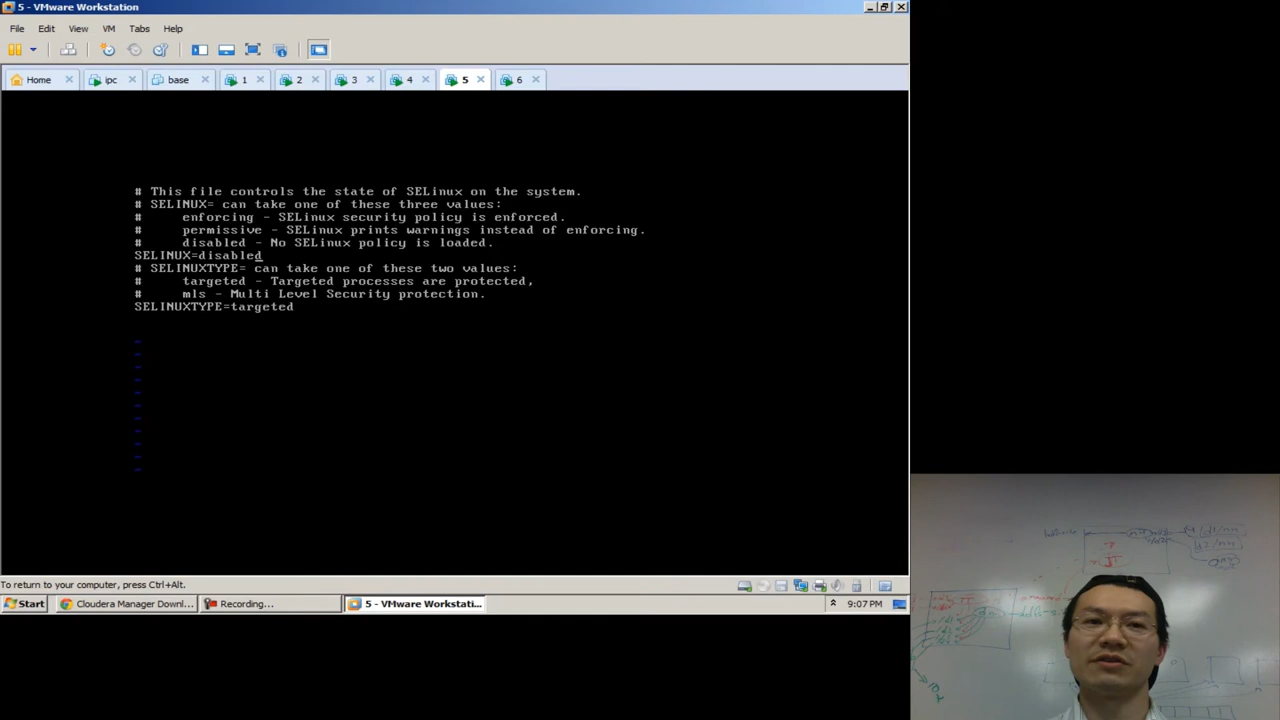 5 - VMware Workstation
File Edit View VM Tabs Help
Home ipc base 1 2 3 4 5 6
# This file controls the state of SELinux on the system.
# SELINUX= can take one of these three values:
#     enforcing - SELinux security policy is enforced.
#     permissive - SELinux prints warnings instead of enforcing.
#     disabled - No SELinux policy is loaded.
SELINUX=disabled
# SELINUXTYPE= can take one of these two values:
#     targeted - Targeted processes are protected,
#     mls - Multi Level Security protection.
SELINUXTYPE=targeted
~
~
~
~
~
~
~
~
~
~
~
To return to your computer, press Ctrl+Alt.
Start Cloudera Manager Downl... Recording... 5 - VMware Workstati... 9:07 PM